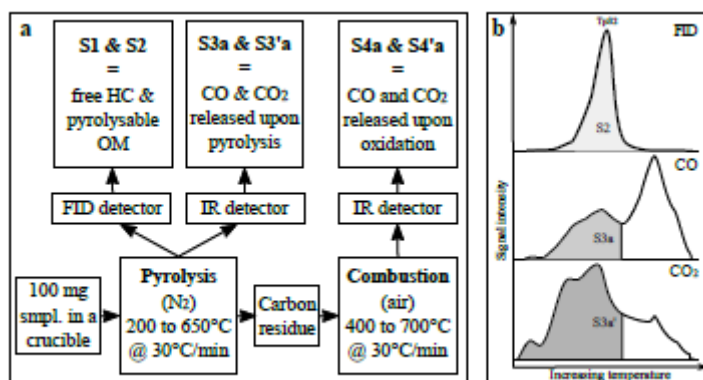 a
S1 & S2
=
free HC &
pyrolysable
OM
S3a & S3'a
=
CO & CO2
released upon
pyrolysis
S4a & S4'a
=
CO and CO2
released upon
oxidation
FID detector
IR detector
IR detector
100 mg
smpl. in a
crucible
Pyrolysis
(N2)
200 to 650°C
@ 30°C/min
Carbon
residue
Combustion
(air)
400 to 700°C
@ 30°C/min
b
FID
S2
CO
S3a
CO2
S3a'
Signal intensity
Increasing temperature